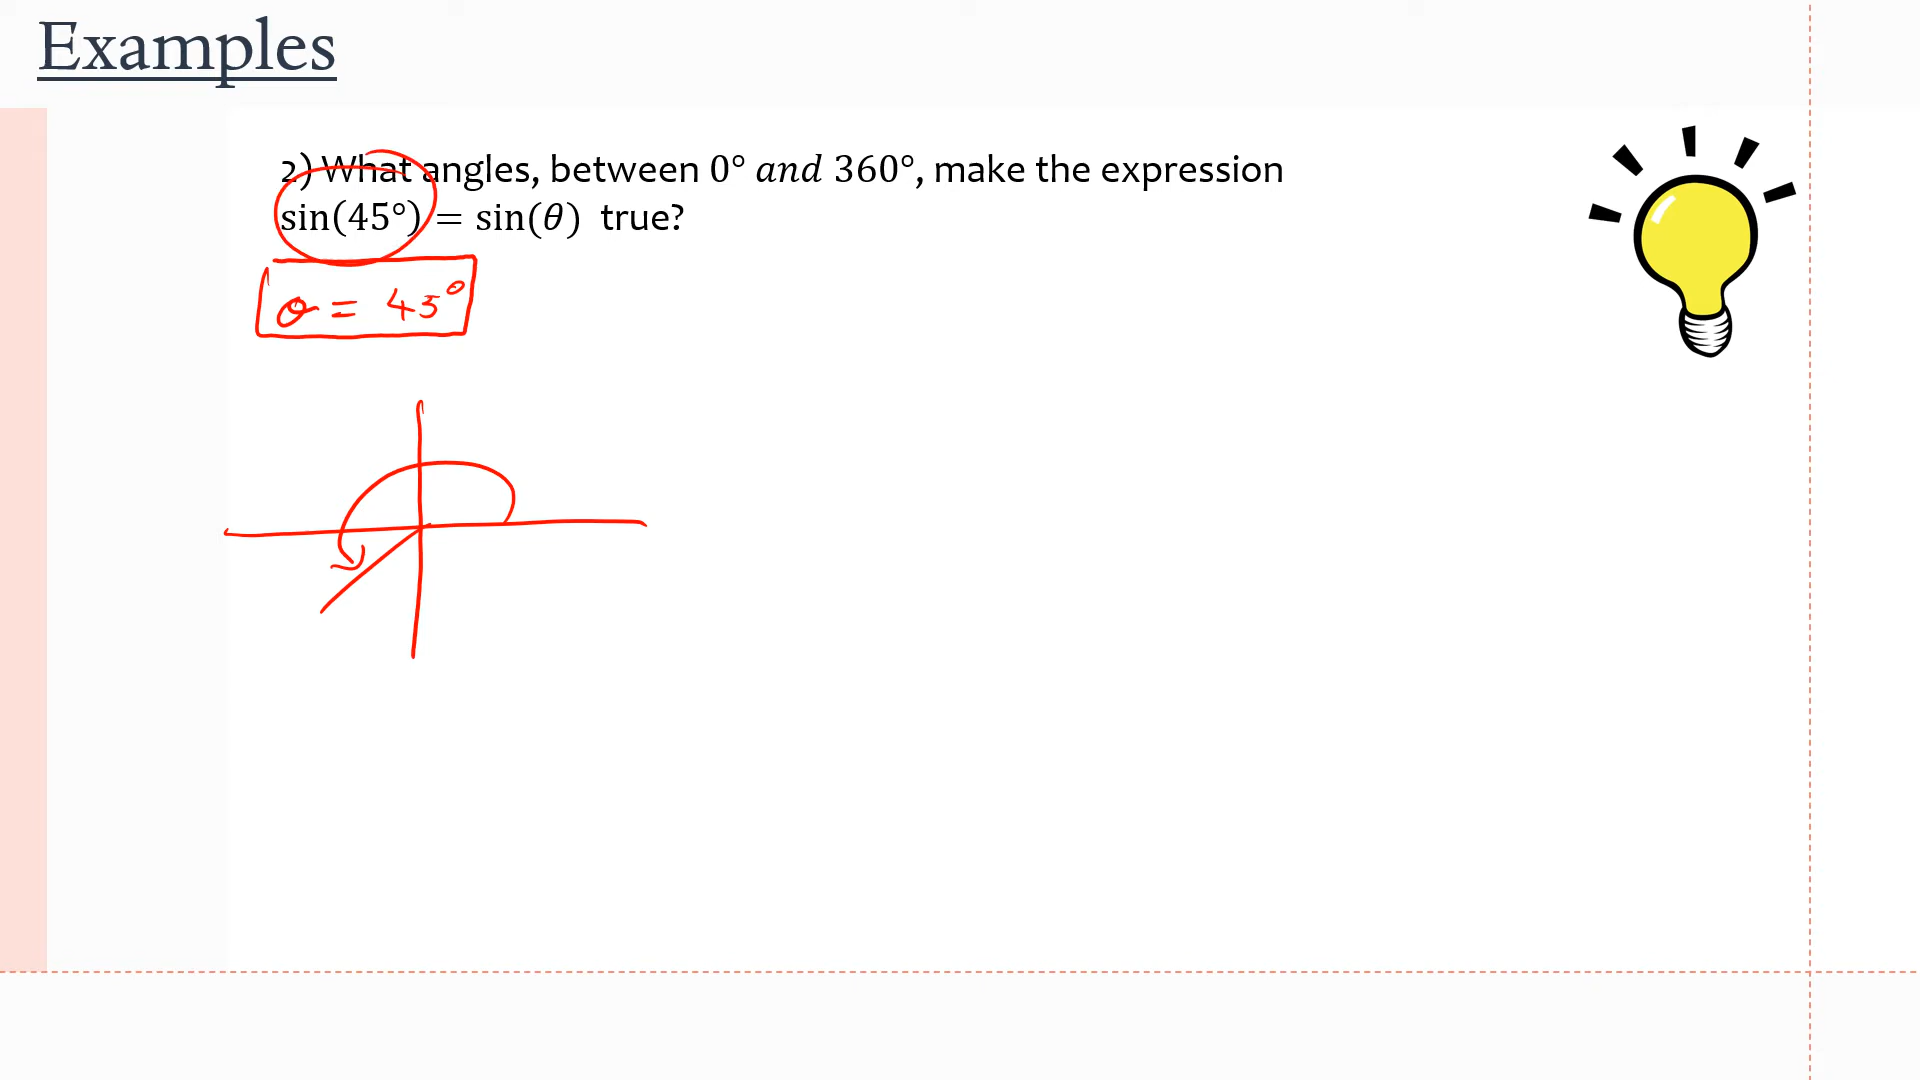 Examples
2) What angles, between 0° and 360°, make the expression
sin(45°) = sin(θ) true?
θ = 45°